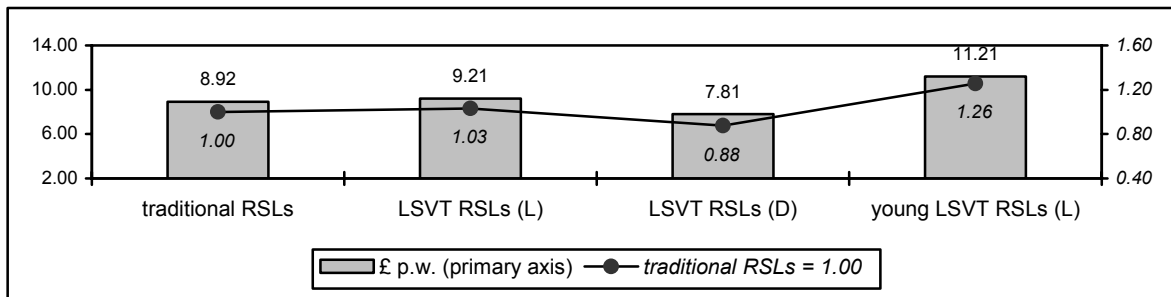 14.00 8.92 9.21 7.81 11.21 1.60
10.00 1.20
6.00 1.00 1.03 0.88 1.26 0.80
2.00 0.40
traditional RSLs LSVT RSLs (L) LSVT RSLs (D) young LSVT RSLs (L)
£ p.w. (primary axis) traditional RSLs = 1.00